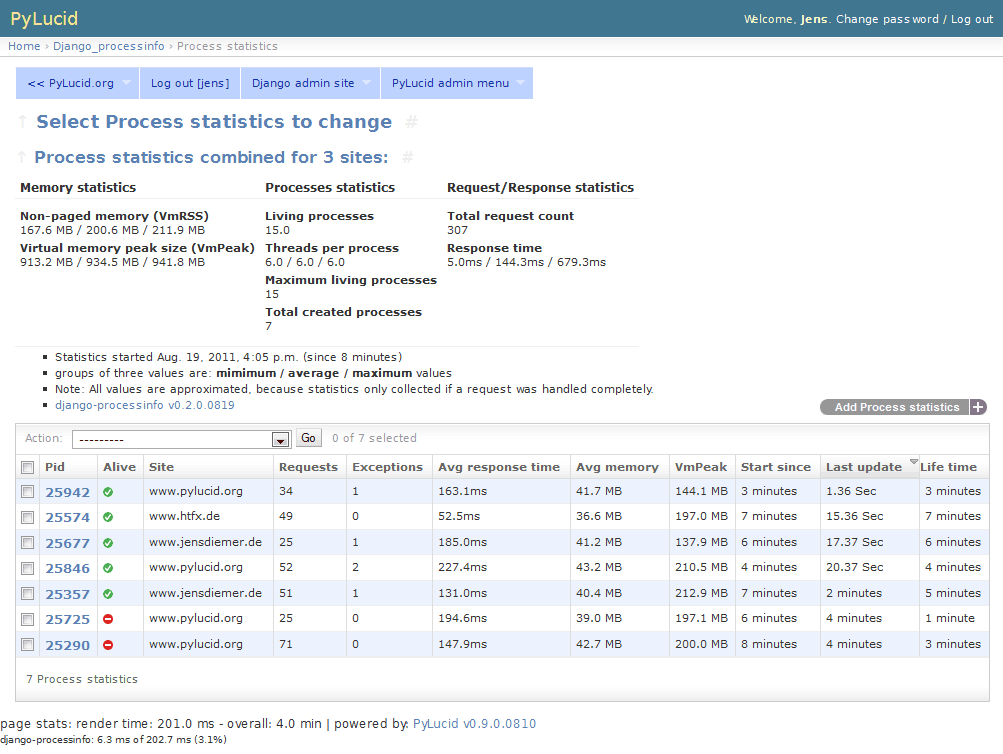 PyLucid
Welcome, Jens. Change password / Log out
Home › Django_processinfo › Process statistics
<< PyLucid.org Log out [jens] Django admin site PyLucid admin menu
↑ Select Process statistics to change #
↑ Process statistics combined for 3 sites: #
Memory statistics Processes statistics Request/Response statistics
Non-paged memory (VmRSS) Living processes Total request count
167.6 MB / 200.6 MB / 211.9 MB 15.0 307
Virtual memory peak size (VmPeak) Threads per process Response time
913.2 MB / 934.5 MB / 941.8 MB 6.0 / 6.0 / 6.0 5.0ms / 144.3ms / 679.3ms
Maximum living processes
15
Total created processes
7
Statistics started Aug. 19, 2011, 4:05 p.m. (since 8 minutes)
groups of three values are: mimimum / average / maximum values
Note: All values are approximated, because statistics only collected if a request was handled completely.
django-processinfo v0.2.0.0819
Add Process statistics +
Action: --------- Go 0 of 7 selected
Pid Alive Site Requests Exceptions Avg response time Avg memory VmPeak Start since Last update Life time
25942 www.pylucid.org 34 1 163.1ms 41.7 MB 144.1 MB 3 minutes 1.36 Sec 3 minutes
25574 www.htfx.de 49 0 52.5ms 36.6 MB 197.0 MB 7 minutes 15.36 Sec 7 minutes
25677 www.jensdiemer.de 25 1 185.0ms 41.2 MB 137.9 MB 6 minutes 17.37 Sec 6 minutes
25846 www.pylucid.org 52 2 227.4ms 43.2 MB 210.5 MB 4 minutes 20.37 Sec 4 minutes
25357 www.jensdiemer.de 51 1 131.0ms 40.4 MB 212.9 MB 7 minutes 2 minutes 5 minutes
25725 www.pylucid.org 25 0 194.6ms 39.0 MB 197.1 MB 6 minutes 4 minutes 1 minute
25290 www.pylucid.org 71 0 147.9ms 42.7 MB 200.0 MB 8 minutes 4 minutes 3 minutes
7 Process statistics
page stats: render time: 201.0 ms - overall: 4.0 min | powered by: PyLucid v0.9.0.0810
django-processinfo: 6.3 ms of 202.7 ms (3.1%)